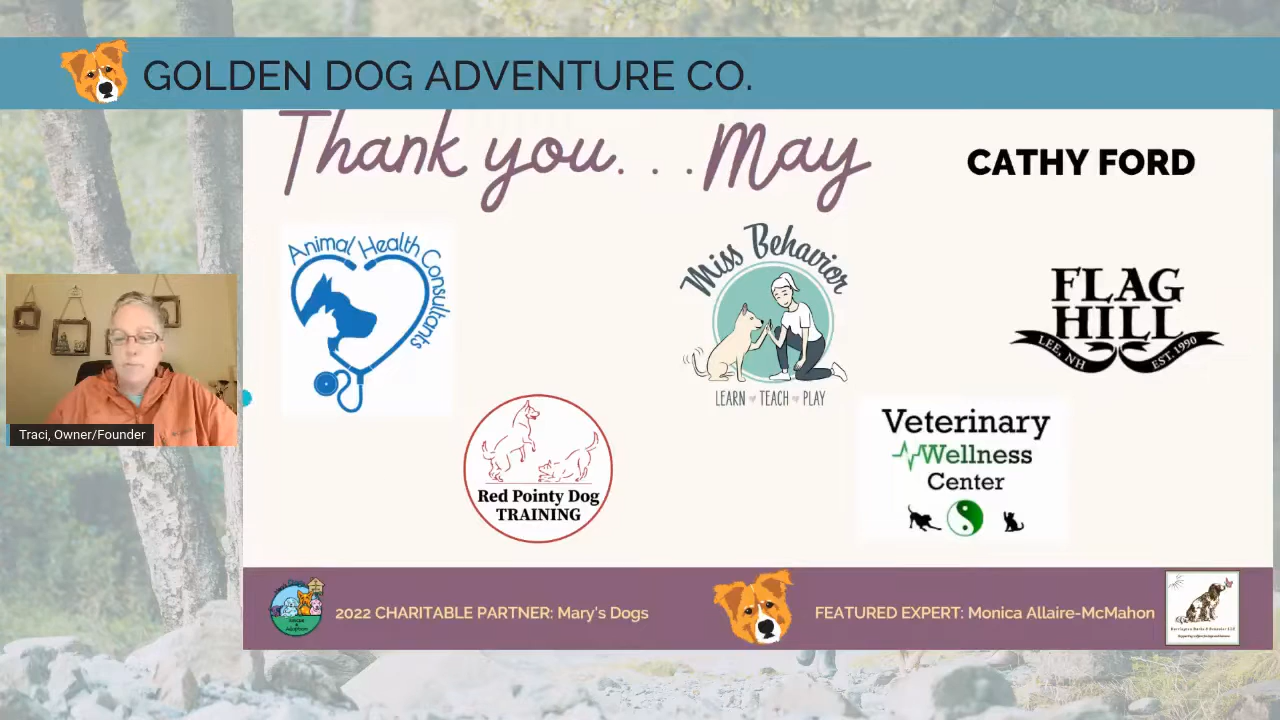 GOLDEN DOG ADVENTURE CO.
Thank you. . .May
CATHY FORD
Animal Health Consultants
Miss Behavior
LEARN ♥ TEACH ♥ PLAY
FLAG
HILL
LEE, NH
EST. 1990
Traci, Owner/Founder
Red Pointy Dog
TRAINING
Veterinary
Wellness
Center
Rescue &
Adoption
2022 CHARITABLE PARTNER: Mary's Dogs
FEATURED EXPERT: Monica Allaire-McMahon